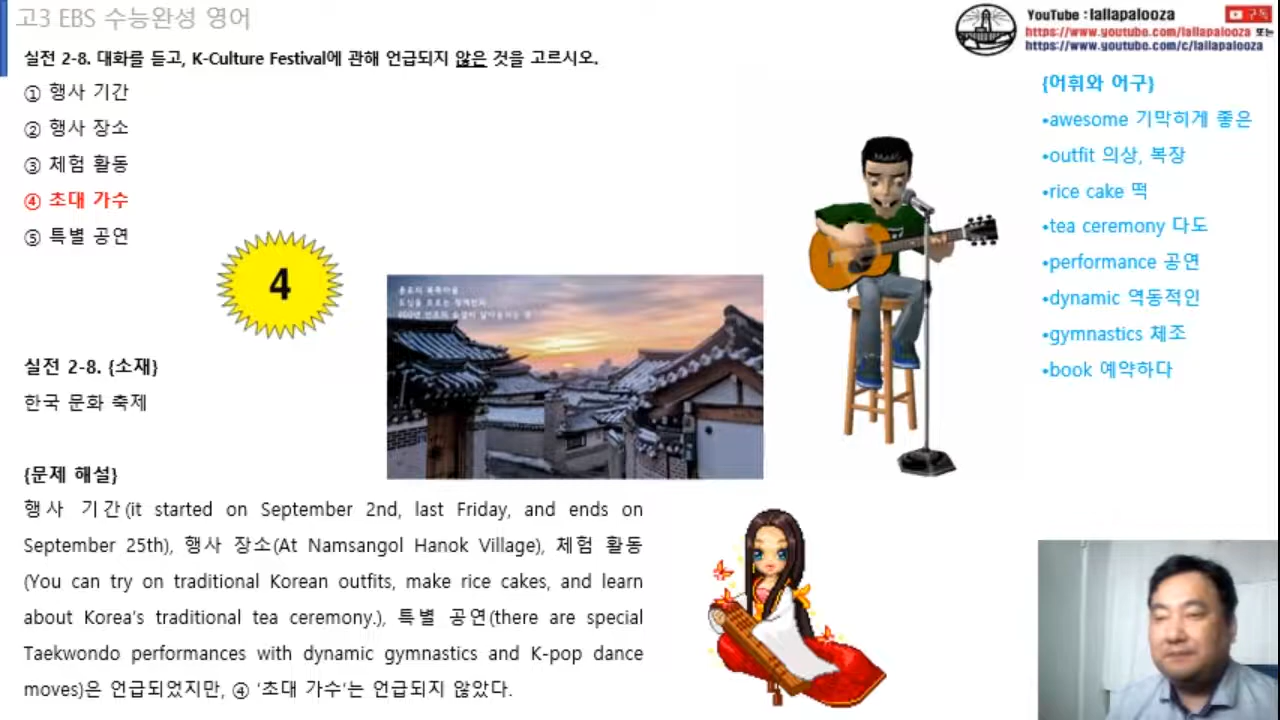 고3 EBS 수능완성 영어
YouTube : lallapalooza
구독
https://www.youtube.com/lallapalooza 또는
https://www.youtube.com/c/lallapalooza
실전 2-8. 대화를 듣고, K-Culture Festival에 관해 언급되지 않은 것을 고르시오.
① 행사 기간
② 행사 장소
③ 체험 활동
④ 초대 가수
⑤ 특별 공연
4
{어휘와 어구}
•awesome 기막히게 좋은
•outfit 의상, 복장
•rice cake 떡
•tea ceremony 다도
•performance 공연
•dynamic 역동적인
•gymnastics 체조
•book 예약하다
실전 2-8. {소재}
한국 문화 축제
{문제 해설}
행사 기간(it started on September 2nd, last Friday, and ends on
September 25th), 행사 장소(At Namsangol Hanok Village), 체험 활동
(You can try on traditional Korean outfits, make rice cakes, and learn
about Korea's traditional tea ceremony.), 특별 공연(there are special
Taekwondo performances with dynamic gymnastics and K-pop dance
moves)은 언급되었지만, ④ ‘초대 가수’는 언급되지 않았다.